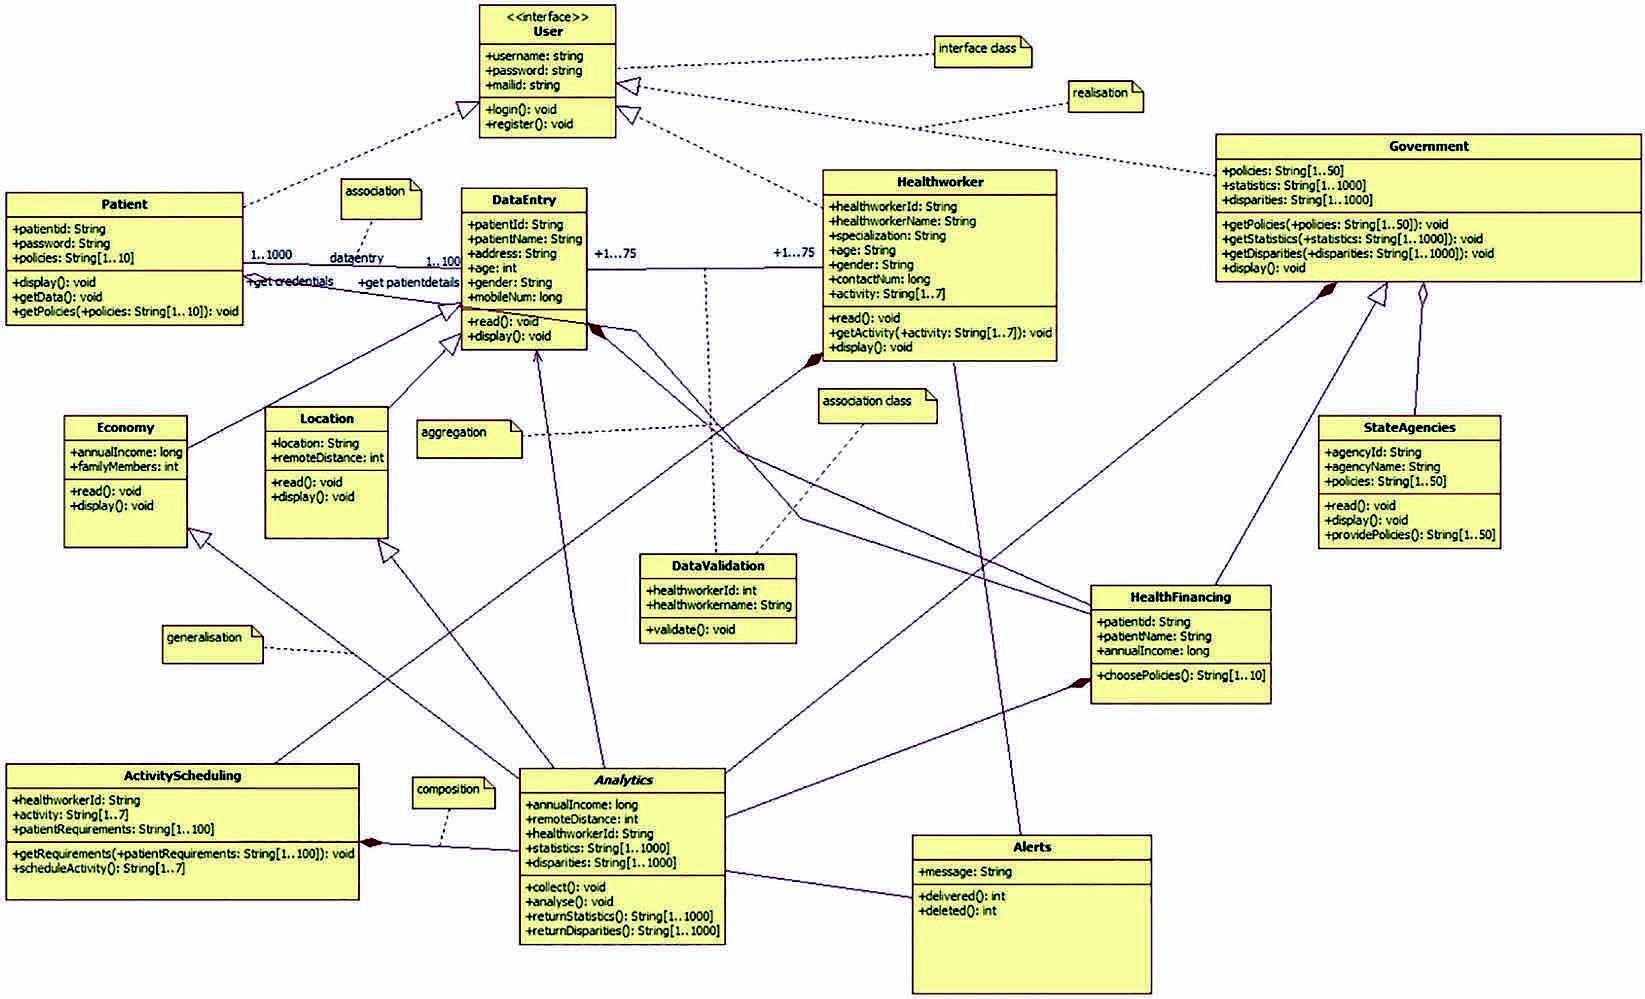 <<interface>>
User
+username: string
+password: string
+mailid: string
+login(): void
+register(): void
interface class
realisation
Government
+policies: String[1..50]
+statistics: String[1..1000]
+disparities: String[1..1000]
+getPolicies(+policies: String[1..50]): void
+getStatistics(+statistics: String[1..1000]): void
+getDisparities(+disparities: String[1..1000]): void
+display(): void
Patient
+patientid: String
+password: String
+policies: String[1..10]
+display(): void
+getData(): void
+getPolicies(+policies: String[1..10]): void
association
1..1000
dataentry
1..100
+get credentials
+get patientdetails
DataEntry
+patientId: String
+patientName: String
+address: String
+age: int
+gender: String
+mobileNum: long
+read(): void
+display(): void
+1...75
+1...75
Healthworker
+healthworkerId: String
+healthworkerName: String
+specialization: String
+age: String
+gender: String
+contactNum: long
+activity: String[1..7]
+read(): void
+getActivity(+activity: String[1..7]): void
+display(): void
Economy
+annualIncome: long
+familyMembers: int
+read(): void
+display(): void
Location
+location: String
+remoteDistance: int
+read(): void
+display(): void
aggregation
association class
StateAgencies
+agencyId: String
+agencyName: String
+policies: String[1..50]
+read(): void
+display(): void
+providePolicies(): String[1..50]
DataValidation
+healthworkerId: int
+healthworkername: String
+validate(): void
HealthFinancing
+patientid: String
+patientName: String
+annualIncome: long
+choosePolicies(): String[1..10]
generalisation
ActivityScheduling
+healthworkerId: String
+activity: String[1..7]
+patientRequirements: String[1..100]
+getRequirements(+patientRequirements: String[1..100]): void
+scheduleActivity(): String[1..7]
composition
Analytics
+annualIncome: long
+remoteDistance: int
+healthworkerId: String
+statistics: String[1..1000]
+disparities: String[1..1000]
+collect(): void
+analyse(): void
+returnStatistics(): String[1..1000]
+returnDisparities(): String[1..1000]
Alerts
+message: String
+delivered(): int
+deleted(): int